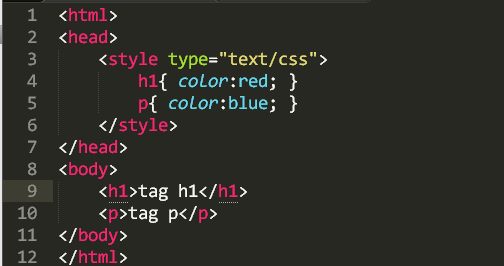 1 <html>
2 <head>
3 <style type="text/css">
4 h1{ color:red; }
5 p{ color:blue; }
6 </style>
7 </head>
8 <body>
9 <h1>tag h1</h1>
10 <p>tag p</p>
11 </body>
12 </html>